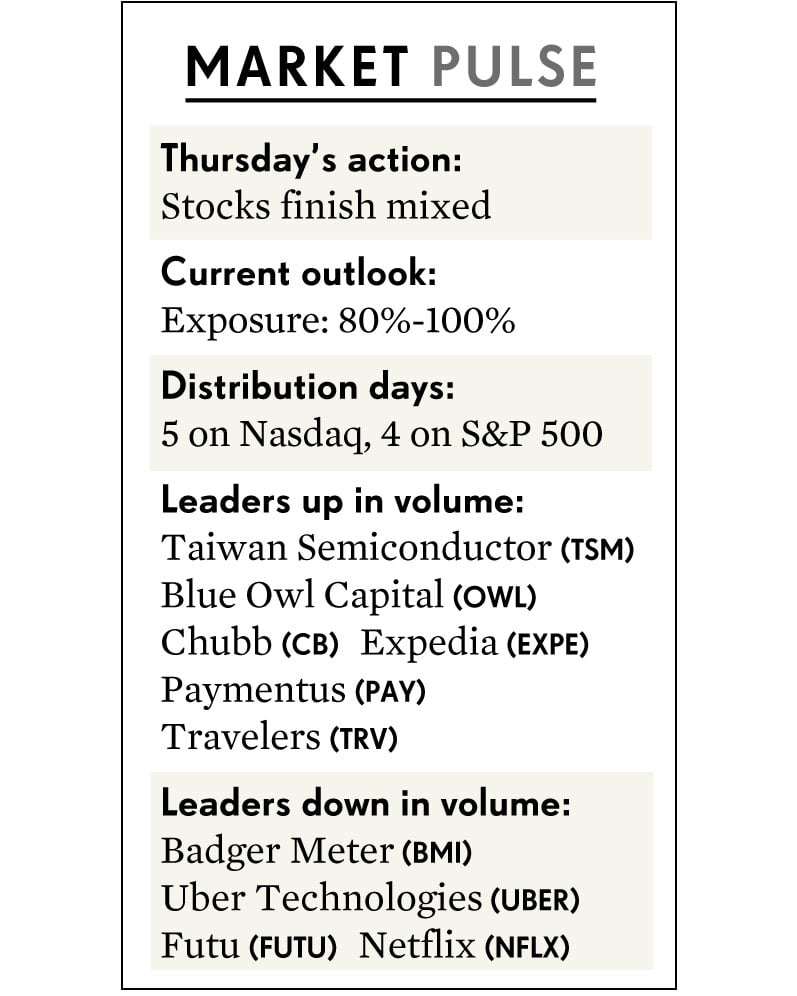 MARKET PULSE
Thursday’s action:
Stocks finish mixed
Current outlook:
Exposure: 80%-100%
Distribution days:
5 on Nasdaq, 4 on S&P 500
Leaders up in volume:
Taiwan Semiconductor (TSM)
Blue Owl Capital (OWL)
Chubb (CB) Expedia (EXPE)
Paymentus (PAY)
Travelers (TRV)
Leaders down in volume:
Badger Meter (BMI)
Uber Technologies (UBER)
Futu (FUTU) Netflix (NFLX)